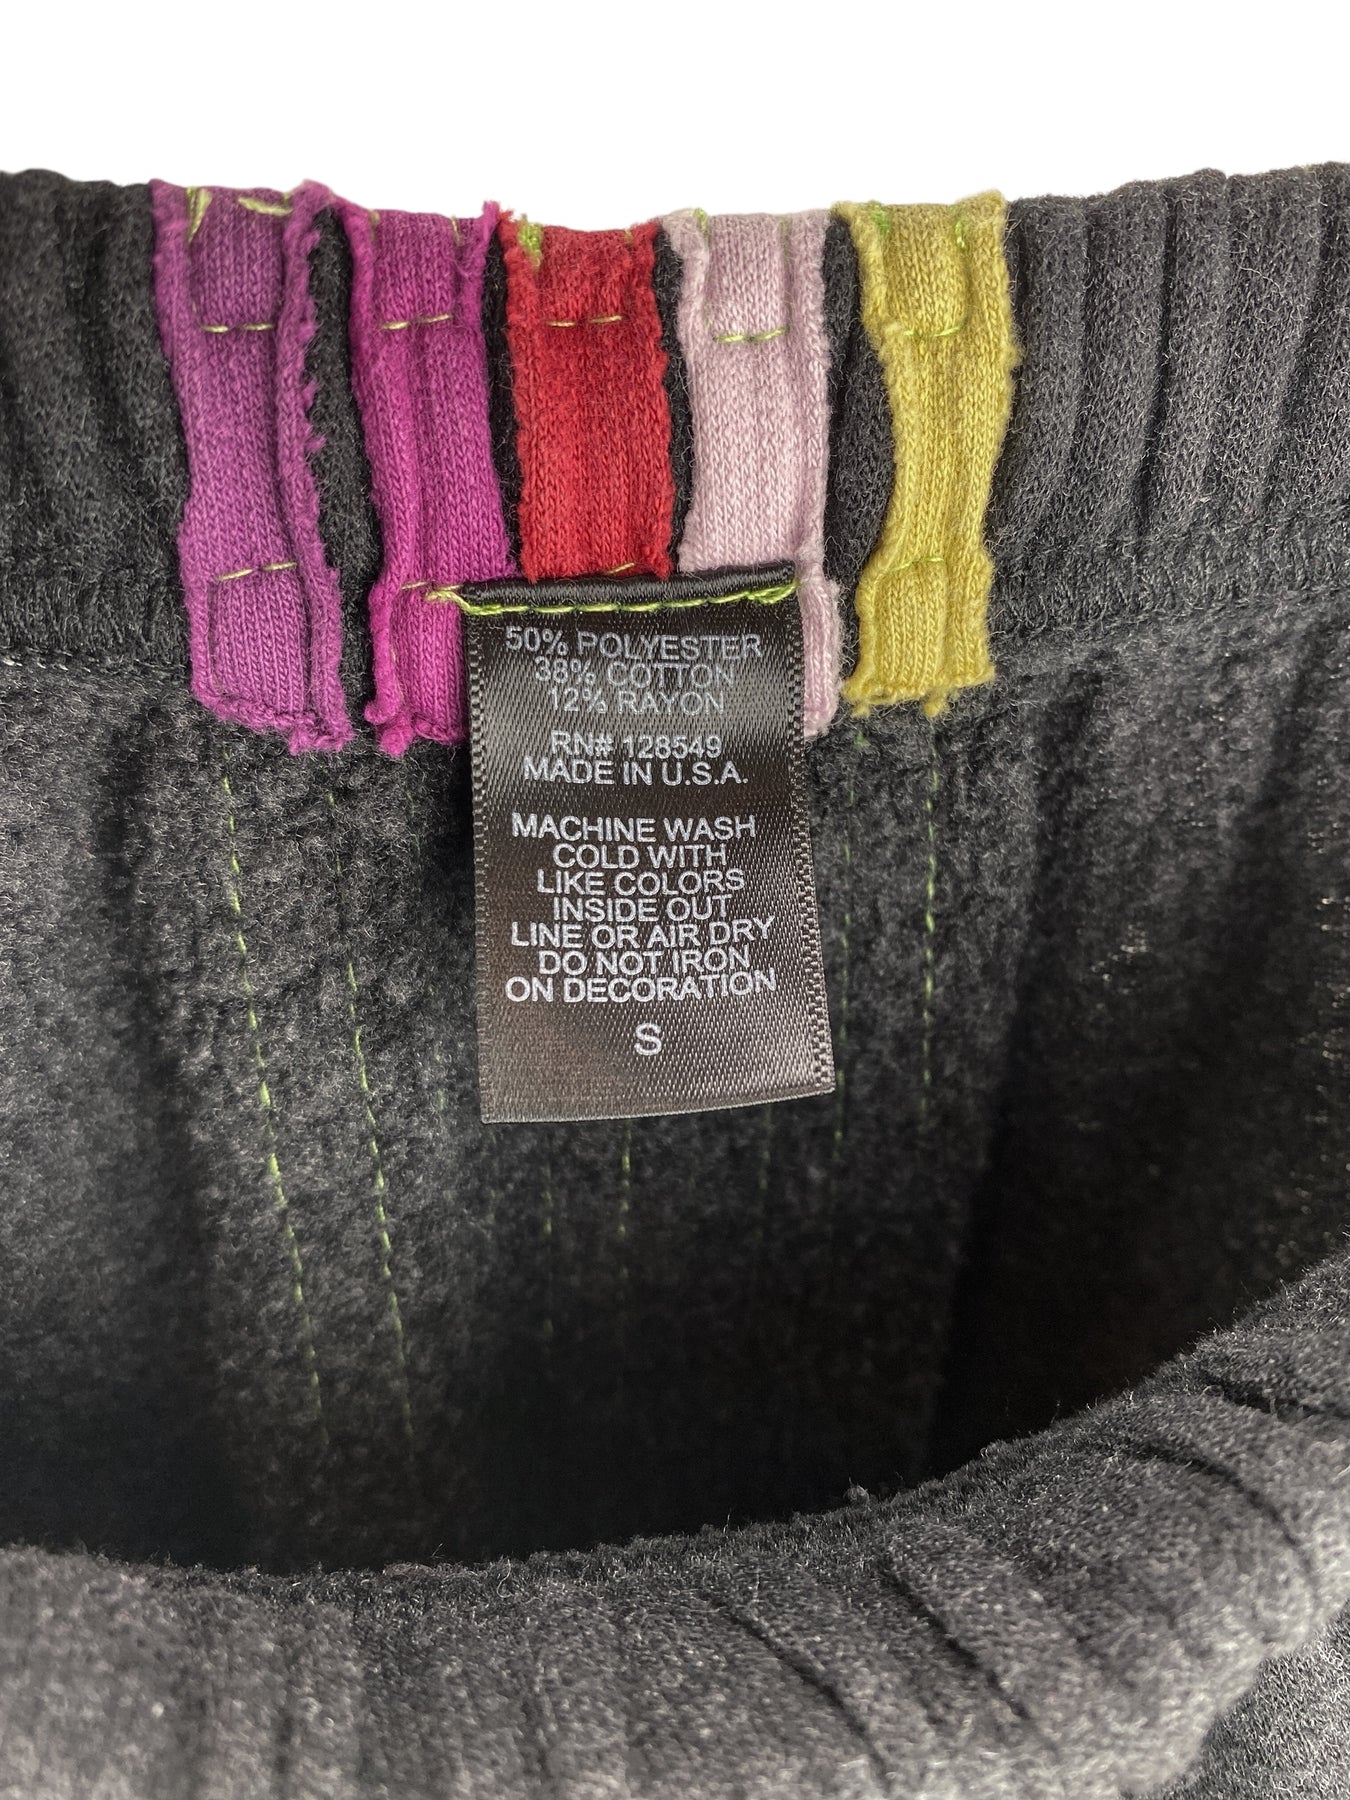 50% POLYESTER
38% COTTON
12% RAYON
RN# 128549
MADE IN U.S.A.
MACHINE WASH
COLD WITH
LIKE COLORS
INSIDE OUT
LINE OR AIR DRY
DO NOT IRON
ON DECORATION
S